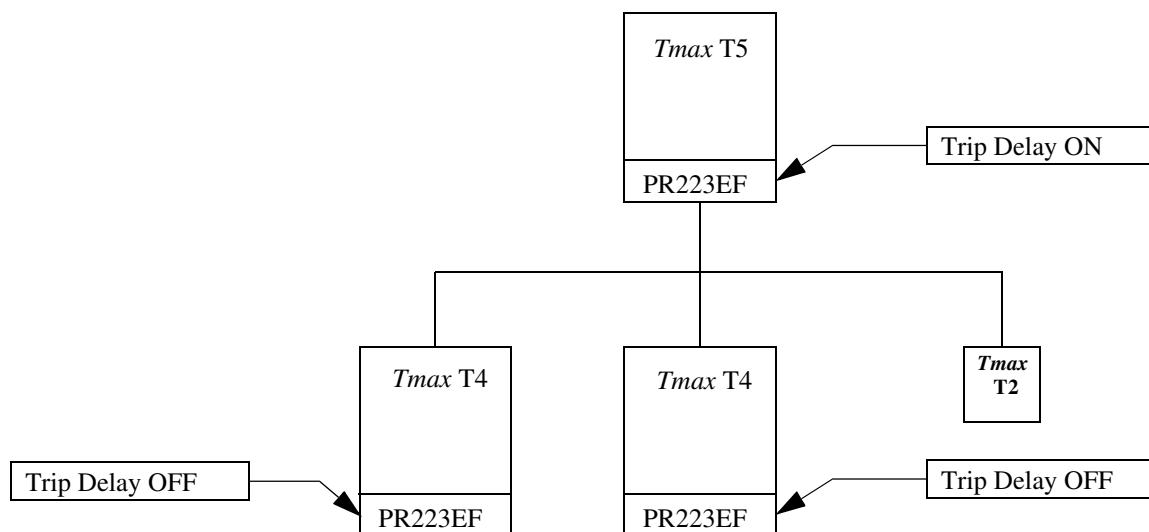 Tmax T5
Trip Delay ON
PR223EF
Tmax T4
Tmax T4
Tmax
T2
Trip Delay OFF
Trip Delay OFF
PR223EF
PR223EF